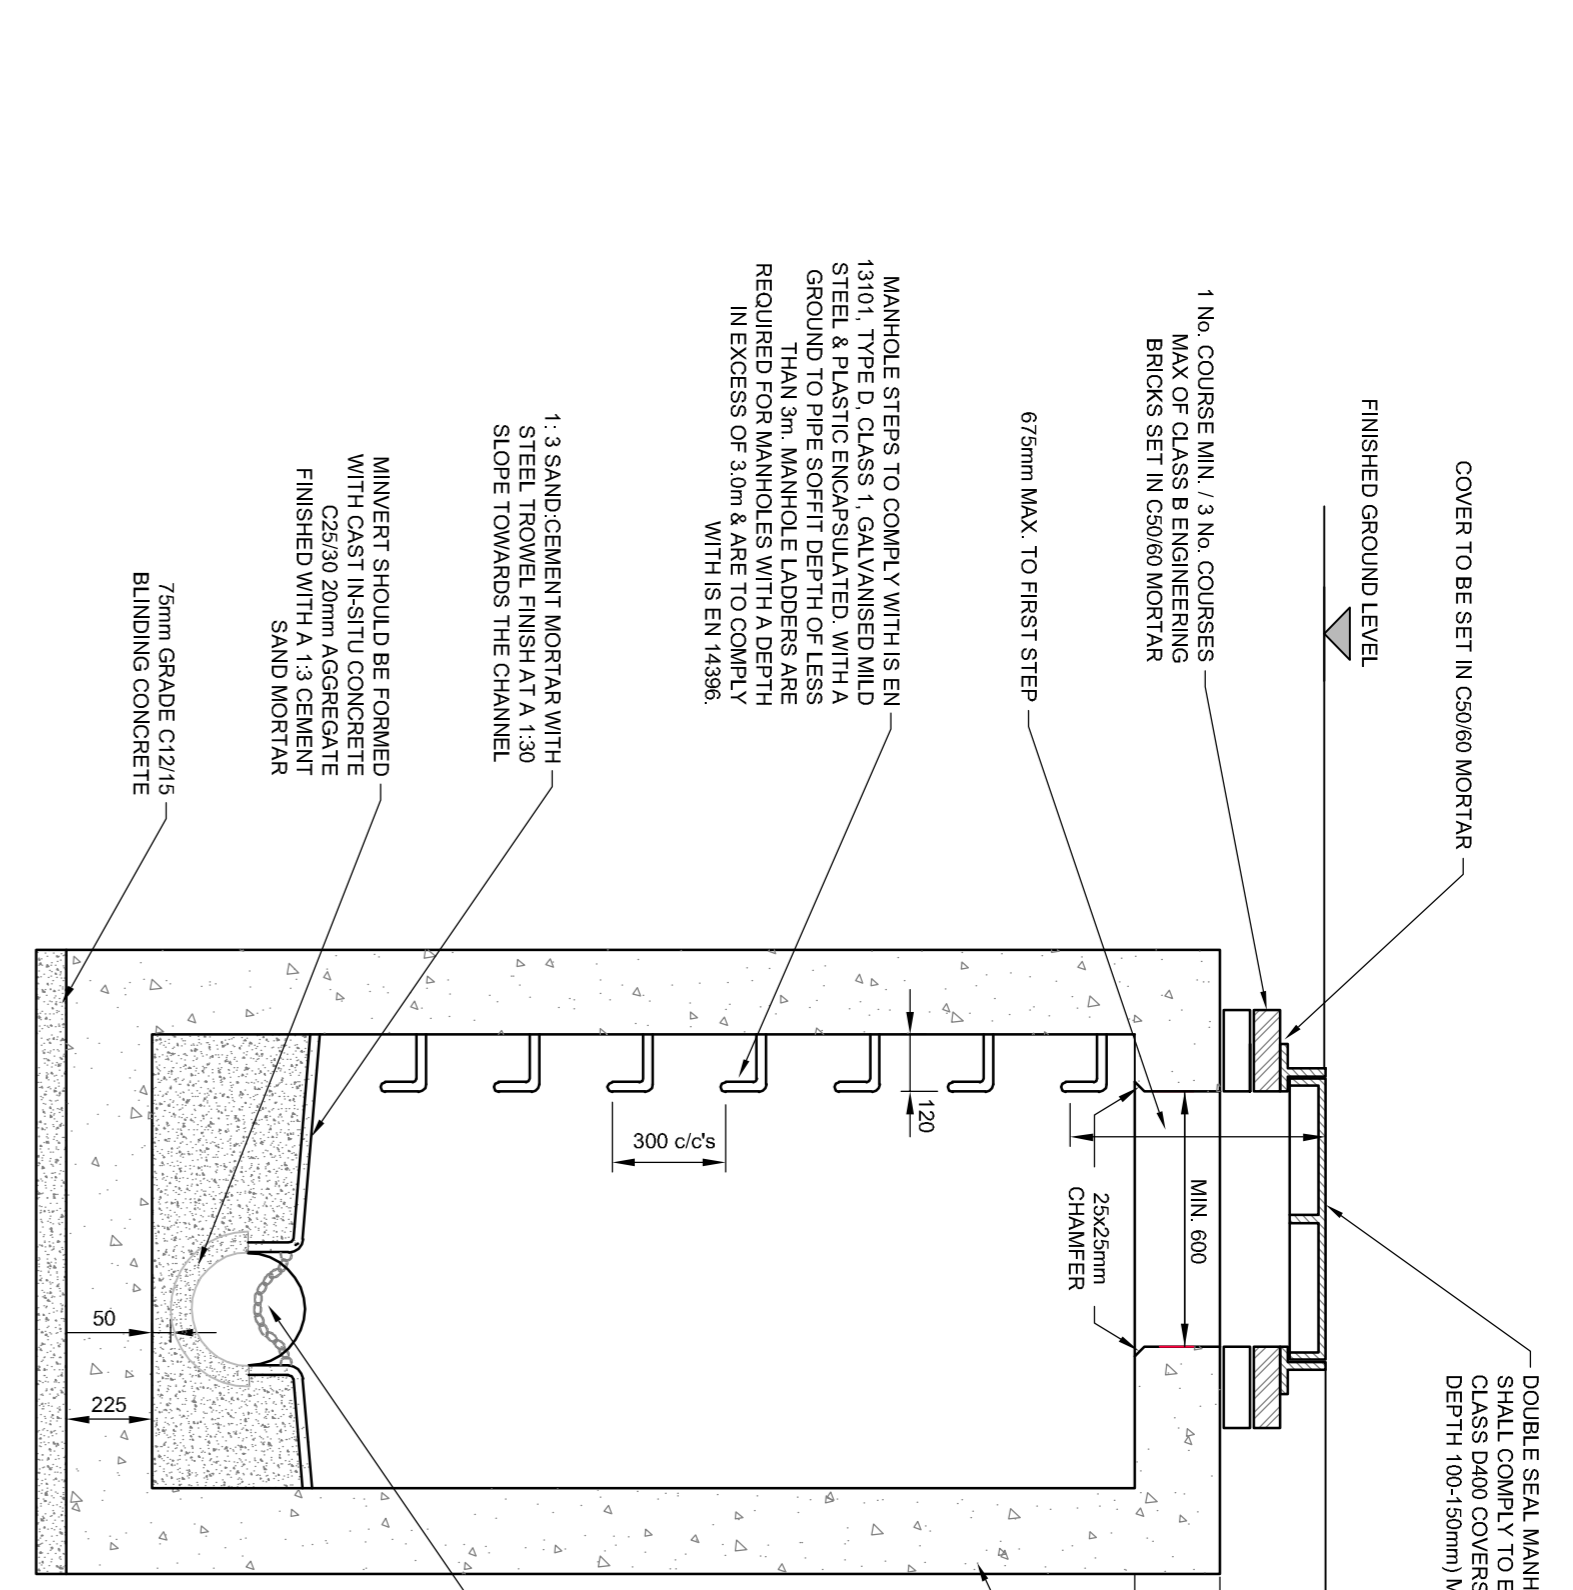 COVER TO BE SET IN C50/60 MORTAR
FINISHED GROUND LEVEL
1 No. COURSE MIN. / 3 No. COURSES
MAX OF CLASS B ENGINEERING
BRICKS SET IN C50/60 MORTAR
675mm MAX. TO FIRST STEP
MANHOLE STEPS TO COMPLY WITH IS EN
13101, TYPE D, CLASS 1, GALVANISED MILD
STEEL & PLASTIC ENCAPSULATED. WITH A
GROUND TO PIPE SOFFIT DEPTH OF LESS
THAN 3m. MANHOLE LADDERS ARE
REQUIRED FOR MANHOLES WITH A DEPTH
IN EXCESS OF 3.0m & ARE TO COMPLY
WITH IS EN 14396.
1: 3 SAND:CEMENT MORTAR WITH
STEEL TROWEL FINISH AT A 1:30
SLOPE TOWARDS THE CHANNEL
MINVERT SHOULD BE FORMED
WITH CAST IN-SITU CONCRETE
C25/30 20mm AGGREGATE
FINISHED WITH A 1:3 CEMENT
SAND MORTAR
75mm GRADE C12/15
BLINDING CONCRETE
DOUBLE SEAL MANH
SHALL COMPLY TO E
CLASS D400 COVERS
DEPTH 100-150mm) M
MIN. 600
25x25mm
CHAMFER
120
300 c/c's
50
225